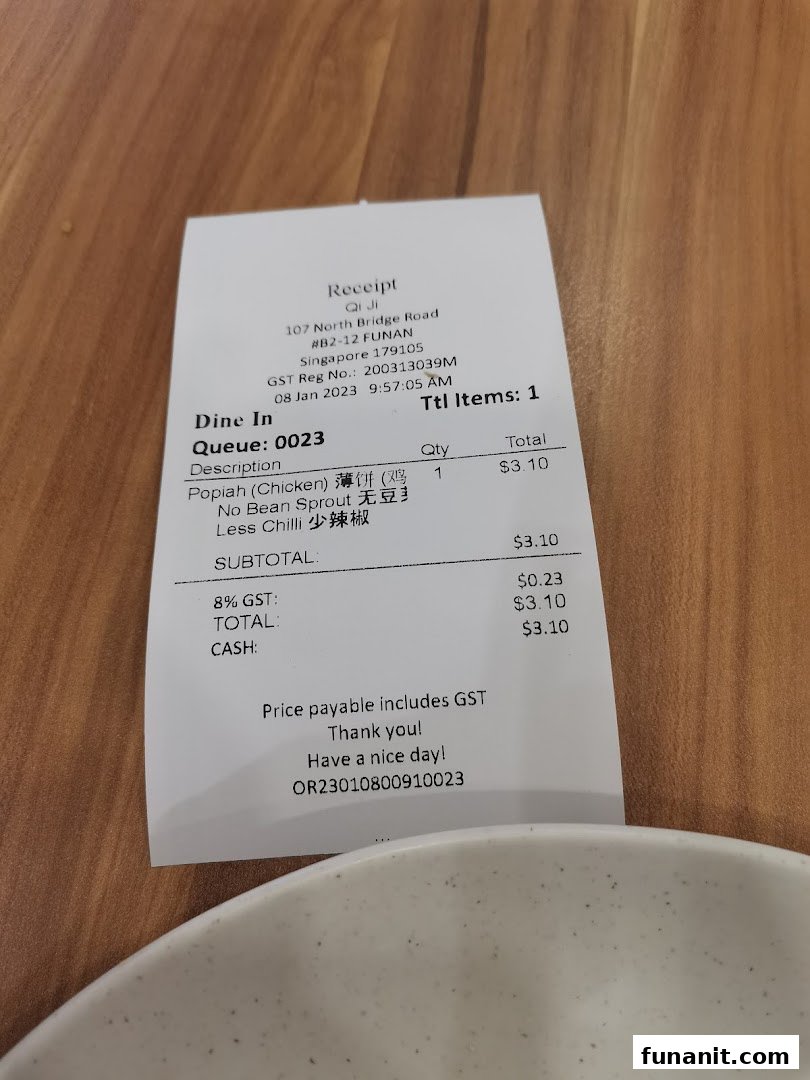 Receipt
Qi Ji
107 North Bridge Road
#B2-12 FUNAN
Singapore 179105
GST Reg No.: 200313039M
08 Jan 2023 9:57:05 AM
Dine In Ttl Items: 1
Queue: 0023
Description Qty Total
Popiah (Chicken) 薄饼 (鸡 1 $3.10
No Bean Sprout 无豆
Less Chilli 少辣椒
SUBTOTAL: $3.10
8% GST: $0.23
TOTAL: $3.10
CASH: $3.10
Price payable includes GST
Thank you!
Have a nice day!
OR23010800910023
...
funanit.com